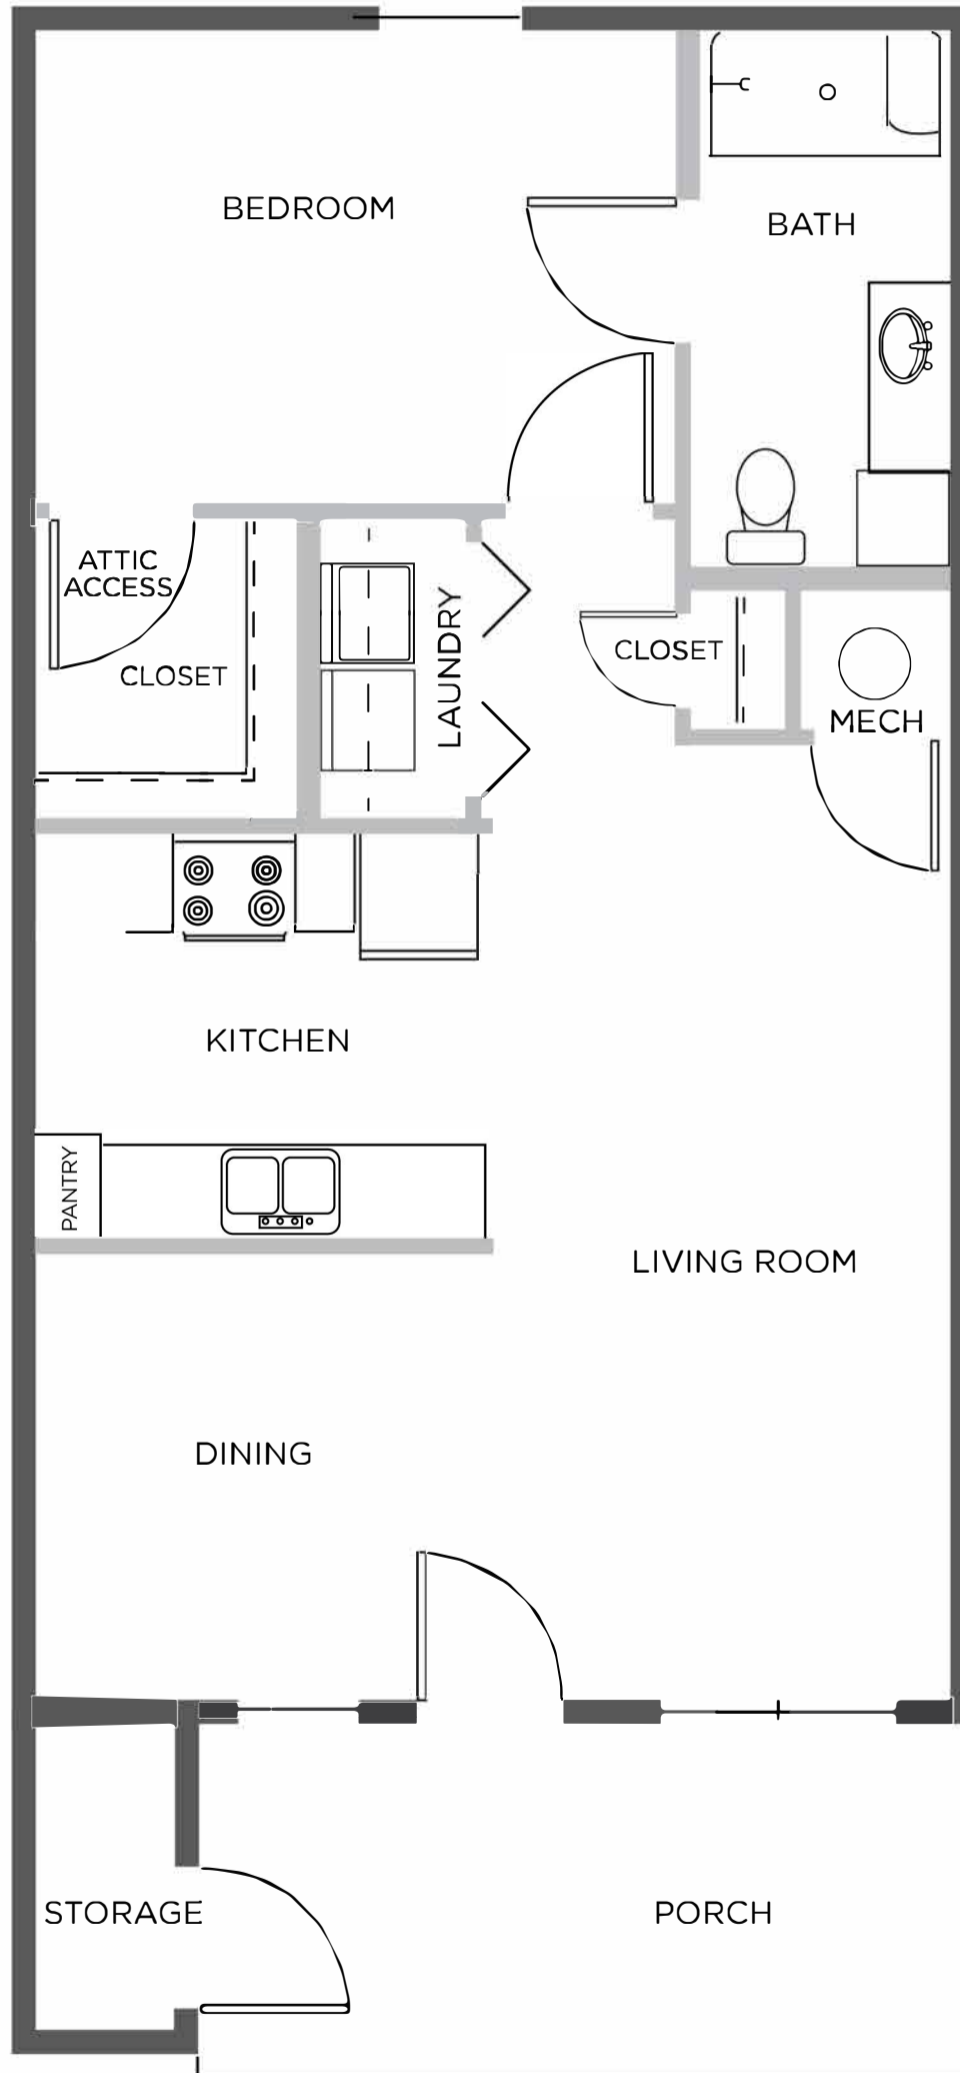 BEDROOM
BATH
ATTIC
ACCESS
CLOSET
LAUNDRY
CLOSET
MECH
KITCHEN
PANTRY
LIVING ROOM
DINING
STORAGE
PORCH